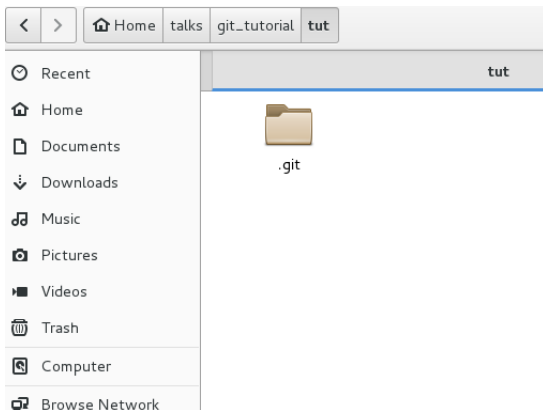 Home talks git_tutorial tut
tut
Recent
Home
Documents
Downloads
Music
Pictures
Videos
Trash
Computer
Browse Network
.git